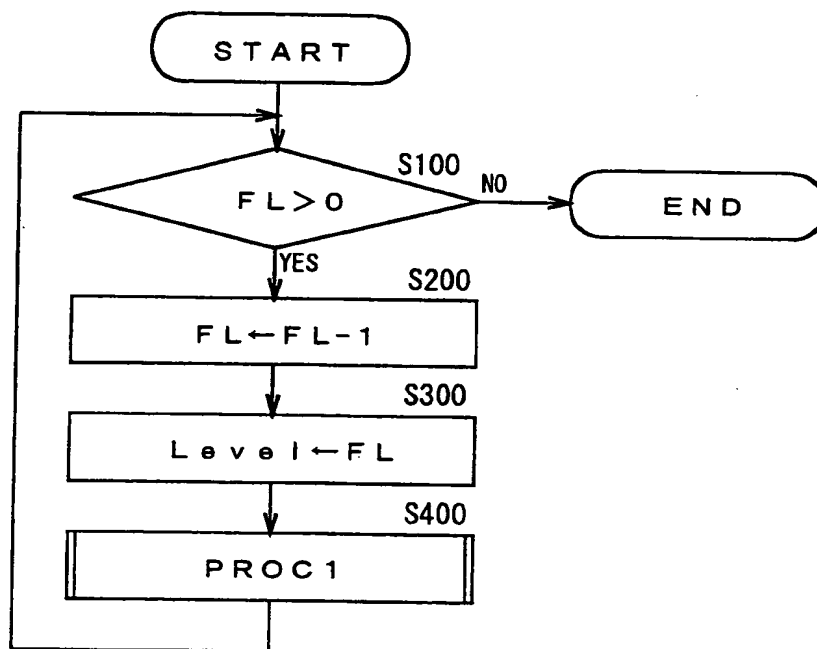 START
S100
FL>0
NO
END
YES
S200
FL←FL-1
S300
Level←FL
S400
PROC1